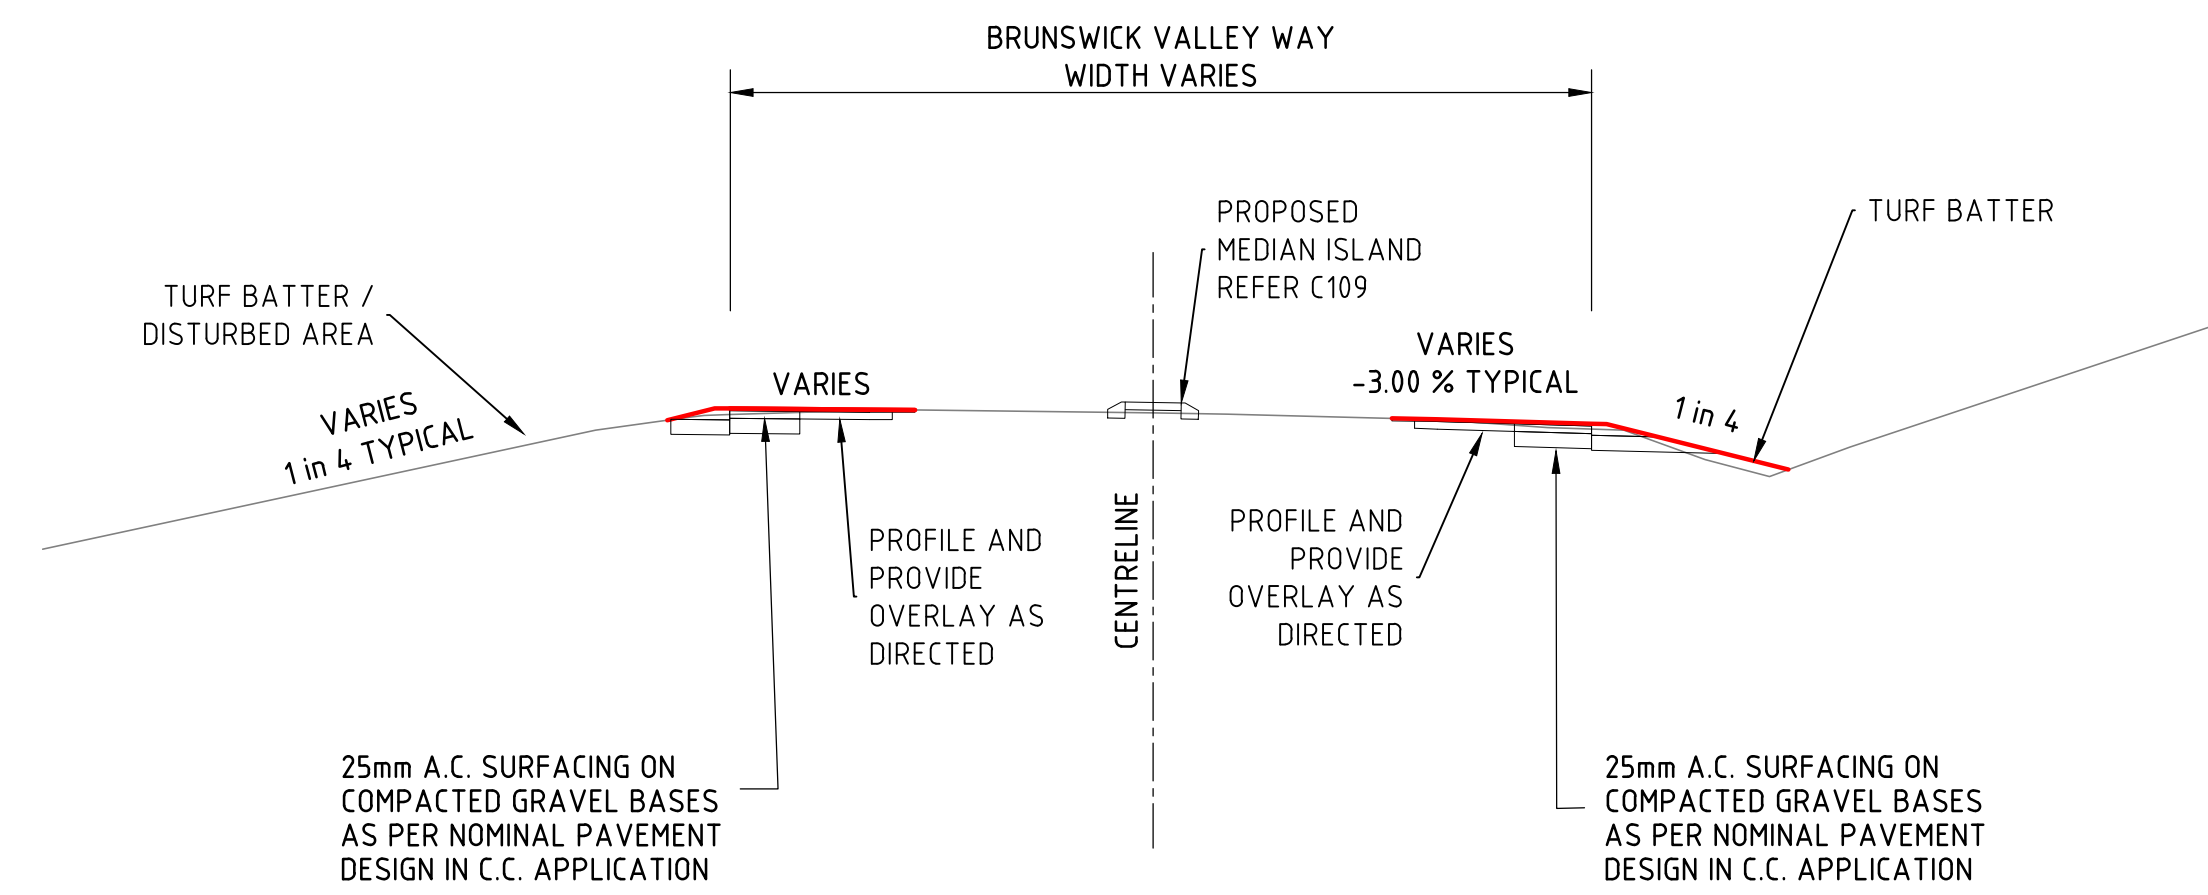 BRUNSWICK VALLEY WAY
WIDTH VARIES
PROPOSED
MEDIAN ISLAND
REFER C109
TURF BATTER
TURF BATTER /
DISTURBED AREA
VARIES
1 in 4 TYPICAL
VARIES
VARIES
-3.00 % TYPICAL
1 in 4
PROFILE AND
PROVIDE
OVERLAY AS
DIRECTED
CENTRELINE
PROFILE AND
PROVIDE
OVERLAY AS
DIRECTED
25mm A.C. SURFACING ON
COMPACTED GRAVEL BASES
AS PER NOMINAL PAVEMENT
DESIGN IN C.C. APPLICATION
25mm A.C. SURFACING ON
COMPACTED GRAVEL BASES
AS PER NOMINAL PAVEMENT
DESIGN IN C.C. APPLICATION